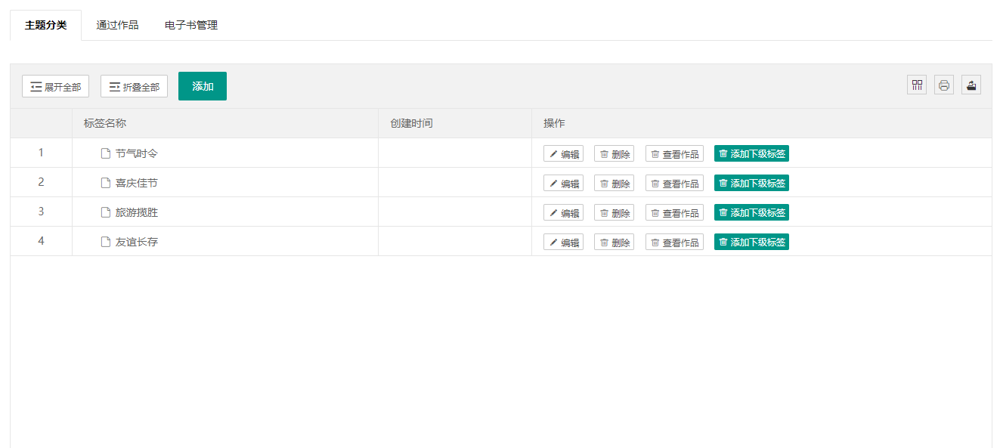 主题分类 通过作品 电子书管理
展开全部 折叠全部 添加
标签名称 创建时间 操作
1 节气时令 编辑 删除 查看作品 添加下级标签
2 喜庆佳节 编辑 删除 查看作品 添加下级标签
3 旅游揽胜 编辑 删除 查看作品 添加下级标签
4 友谊长存 编辑 删除 查看作品 添加下级标签